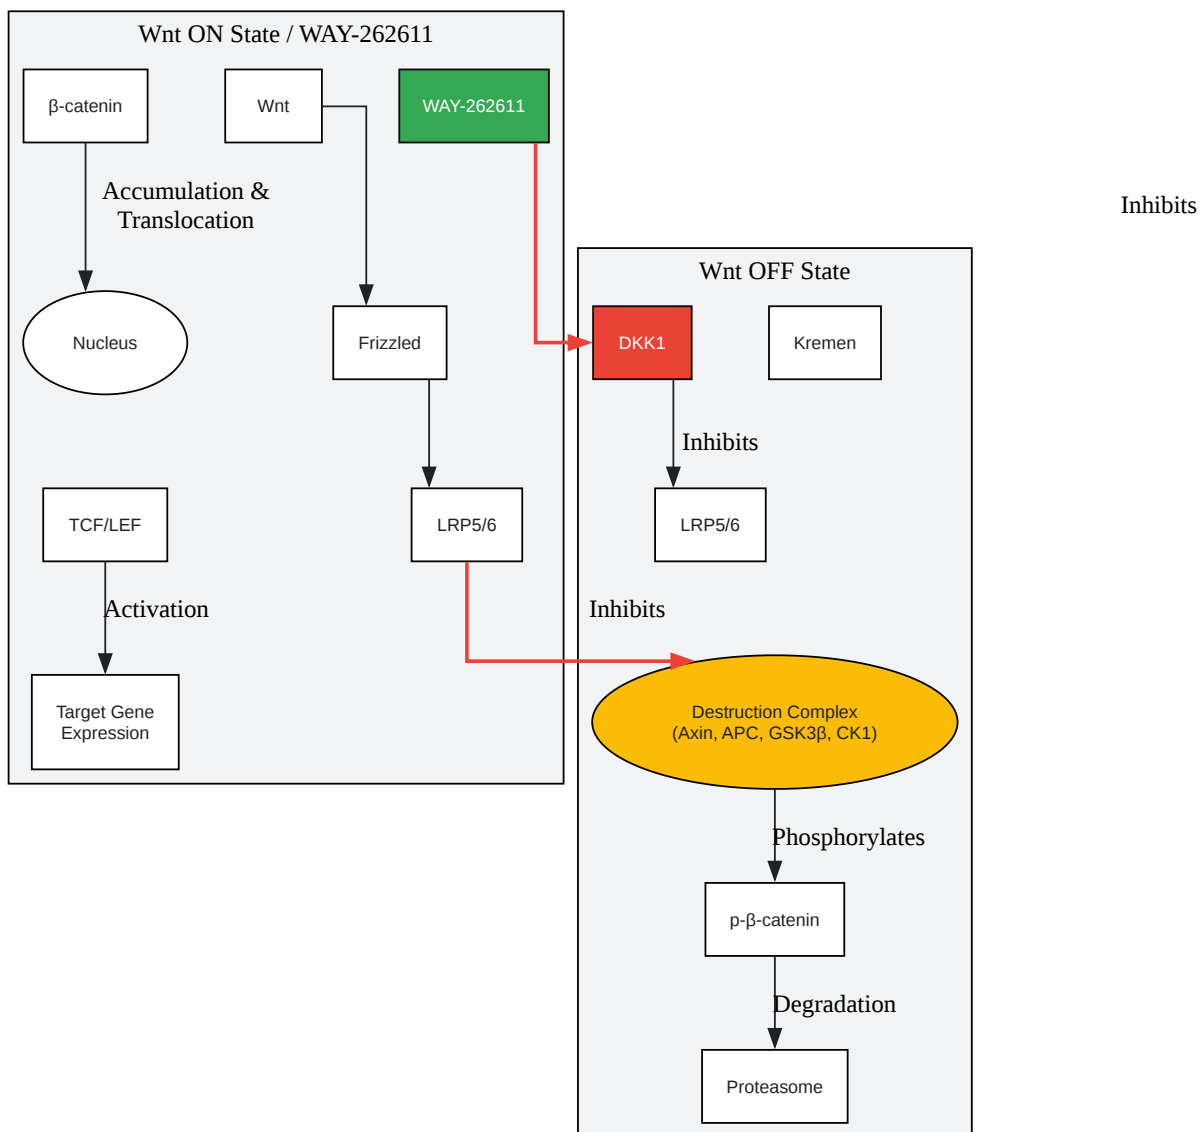 Wnt ON State / WAY-262611
β-catenin
Wnt
WAY-262611
Accumulation &
Translocation
Inhibits
Wnt OFF State
Nucleus
Frizzled
DKK1
Kremen
Inhibits
TCF/LEF
LRP5/6
LRP5/6
Activation
Inhibits
Target Gene
Expression
Destruction Complex
(Axin, APC, GSK3β, CK1)
Phosphorylates
p-β-catenin
Degradation
Proteasome